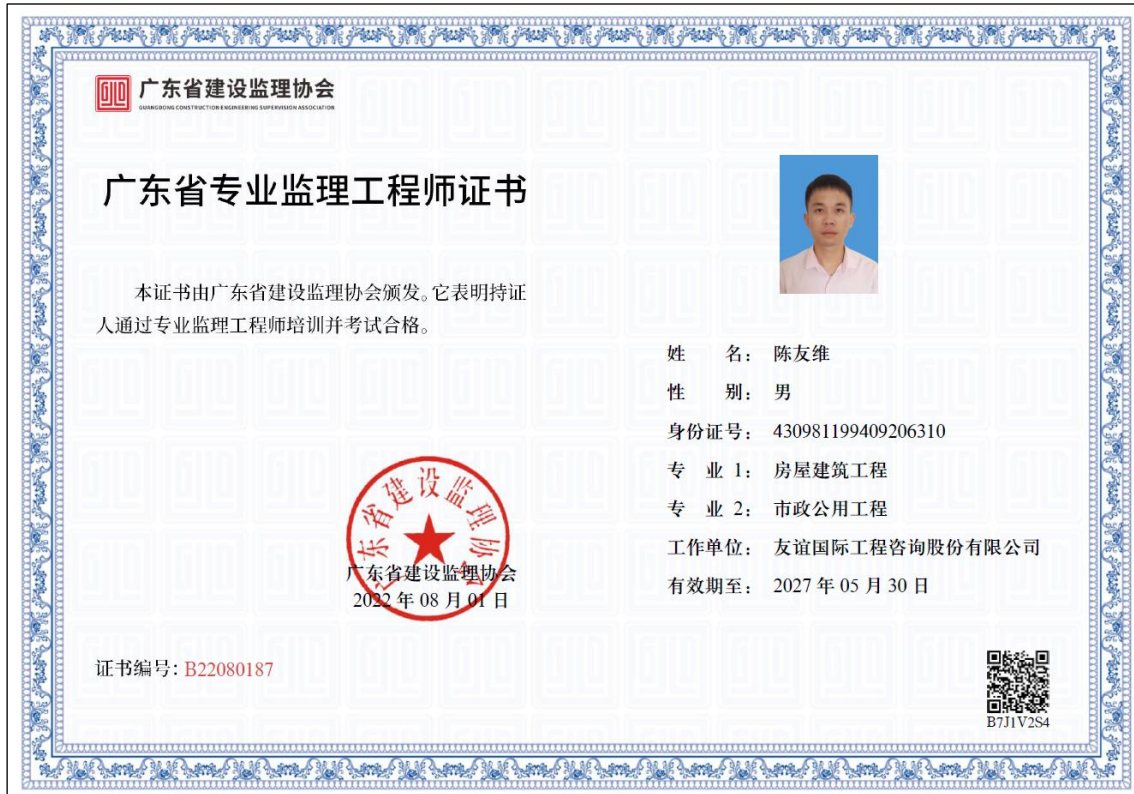 广东省建设监理协会
GUANGDONG CONSTRUCTION ENGINEERING SUPERVISION ASSOCIATION
广东省专业监理工程师证书
本证书由广东省建设监理协会颁发。它表明持证
人通过专业监理工程师培训并考试合格。
姓 名： 陈友维
性 别： 男
身份证号： 430981199409206310
专 业 1： 房屋建筑工程
专 业 2： 市政公用工程
工作单位： 友谊国际工程咨询股份有限公司
有效期至： 2027 年 05 月 30 日
广东省建设监理协会
广东省建设监理协会
2022 年 08 月 01 日
证书编号：B22080187
B7J1V2S4